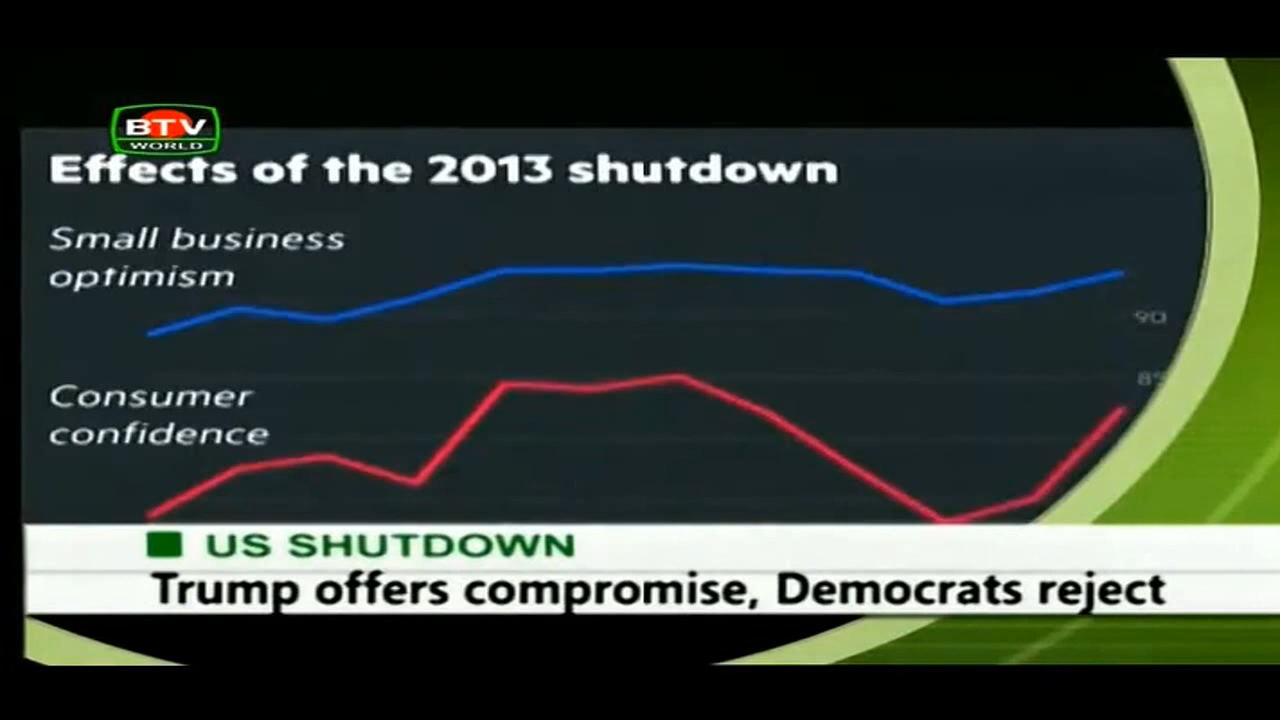 BTV
WORLD
Effects of the 2013 shutdown
Small business
optimism
90
Consumer
confidence
US SHUTDOWN
Trump offers compromise, Democrats reject